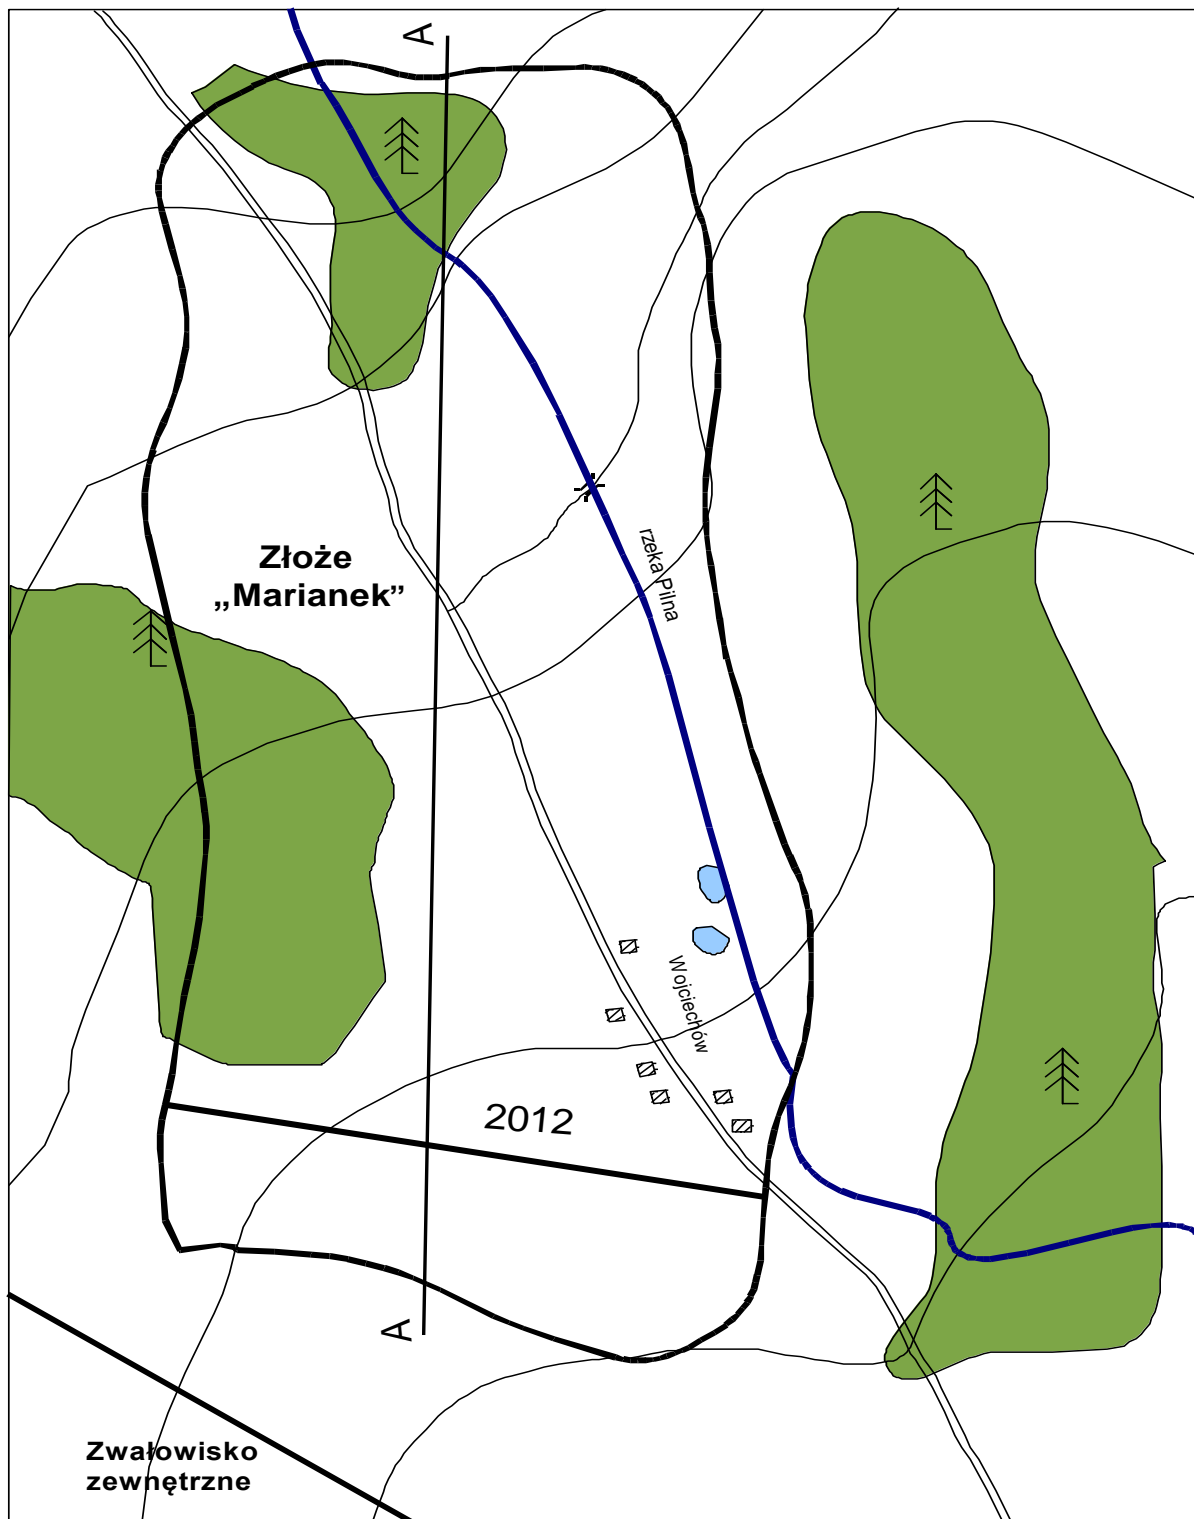 A
Złoże
„Marianek”
rzeka Pilna
Wojciechów
2012
A
Zwałowisko
zewnętrzne